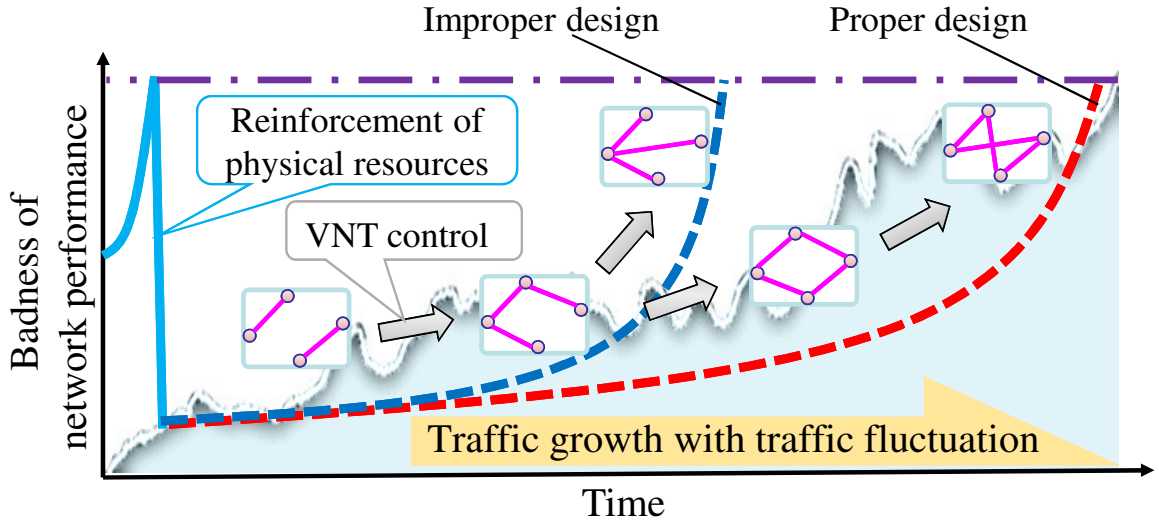 Improper design
Proper design
Reinforcement of
physical resources
VNT control
Badness of
network performance
Traffic growth with traffic fluctuation
Time